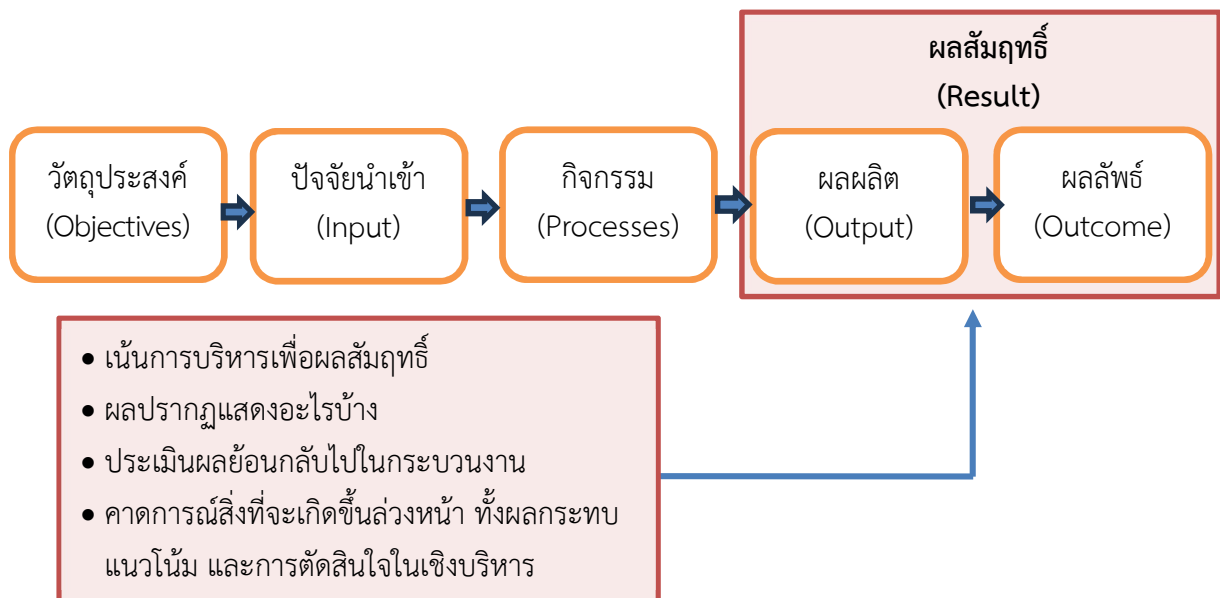 ผลสัมฤทธิ์
(Result)
วัตถุประสงค์
(Objectives)
ปัจจัยนำเข้า
(Input)
กิจกรรม
(Processes)
ผลผลิต
(Output)
ผลลัพธ์
(Outcome)
• เน้นการบริหารเพื่อผลสัมฤทธิ์
• ผลปรากฏแสดงอะไรบ้าง
• ประเมินผลย้อนกลับไปในกระบวนงาน
• คาดการณ์สิ่งที่จะเกิดขึ้นล่วงหน้า ทั้งผลกระทบ
แนวโน้ม และการตัดสินใจในเชิงบริหาร